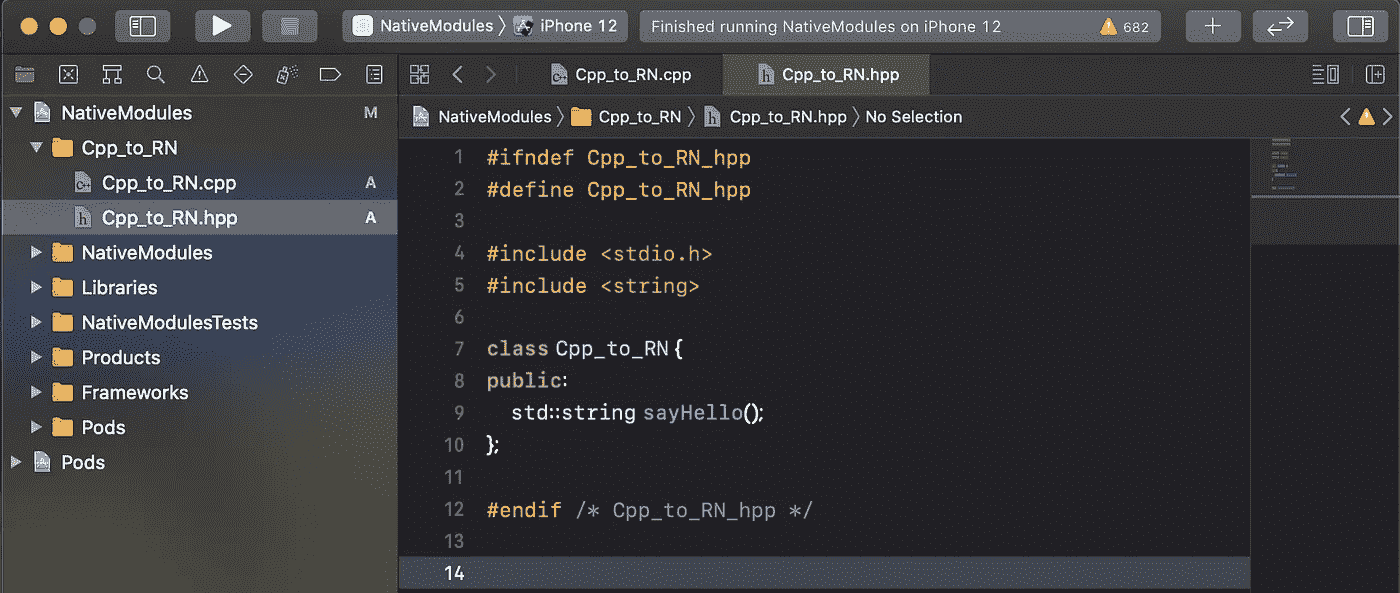 NativeModules 〉 iPhone 12
Finished running NativeModules on iPhone 12
682
Cpp_to_RN.cpp
Cpp_to_RN.hpp
NativeModules 〉 Cpp_to_RN 〉 Cpp_to_RN.hpp 〉 No Selection
NativeModules M
Cpp_to_RN
Cpp_to_RN.cpp A
Cpp_to_RN.hpp A
NativeModules
Libraries
NativeModulesTests
Products
Frameworks
Pods
Pods
1 #ifndef Cpp_to_RN_hpp
2 #define Cpp_to_RN_hpp
3
4 #include <stdio.h>
5 #include <string>
6
7 class Cpp_to_RN {
8 public:
9 std::string sayHello();
10 };
11
12 #endif /* Cpp_to_RN_hpp */
13
14